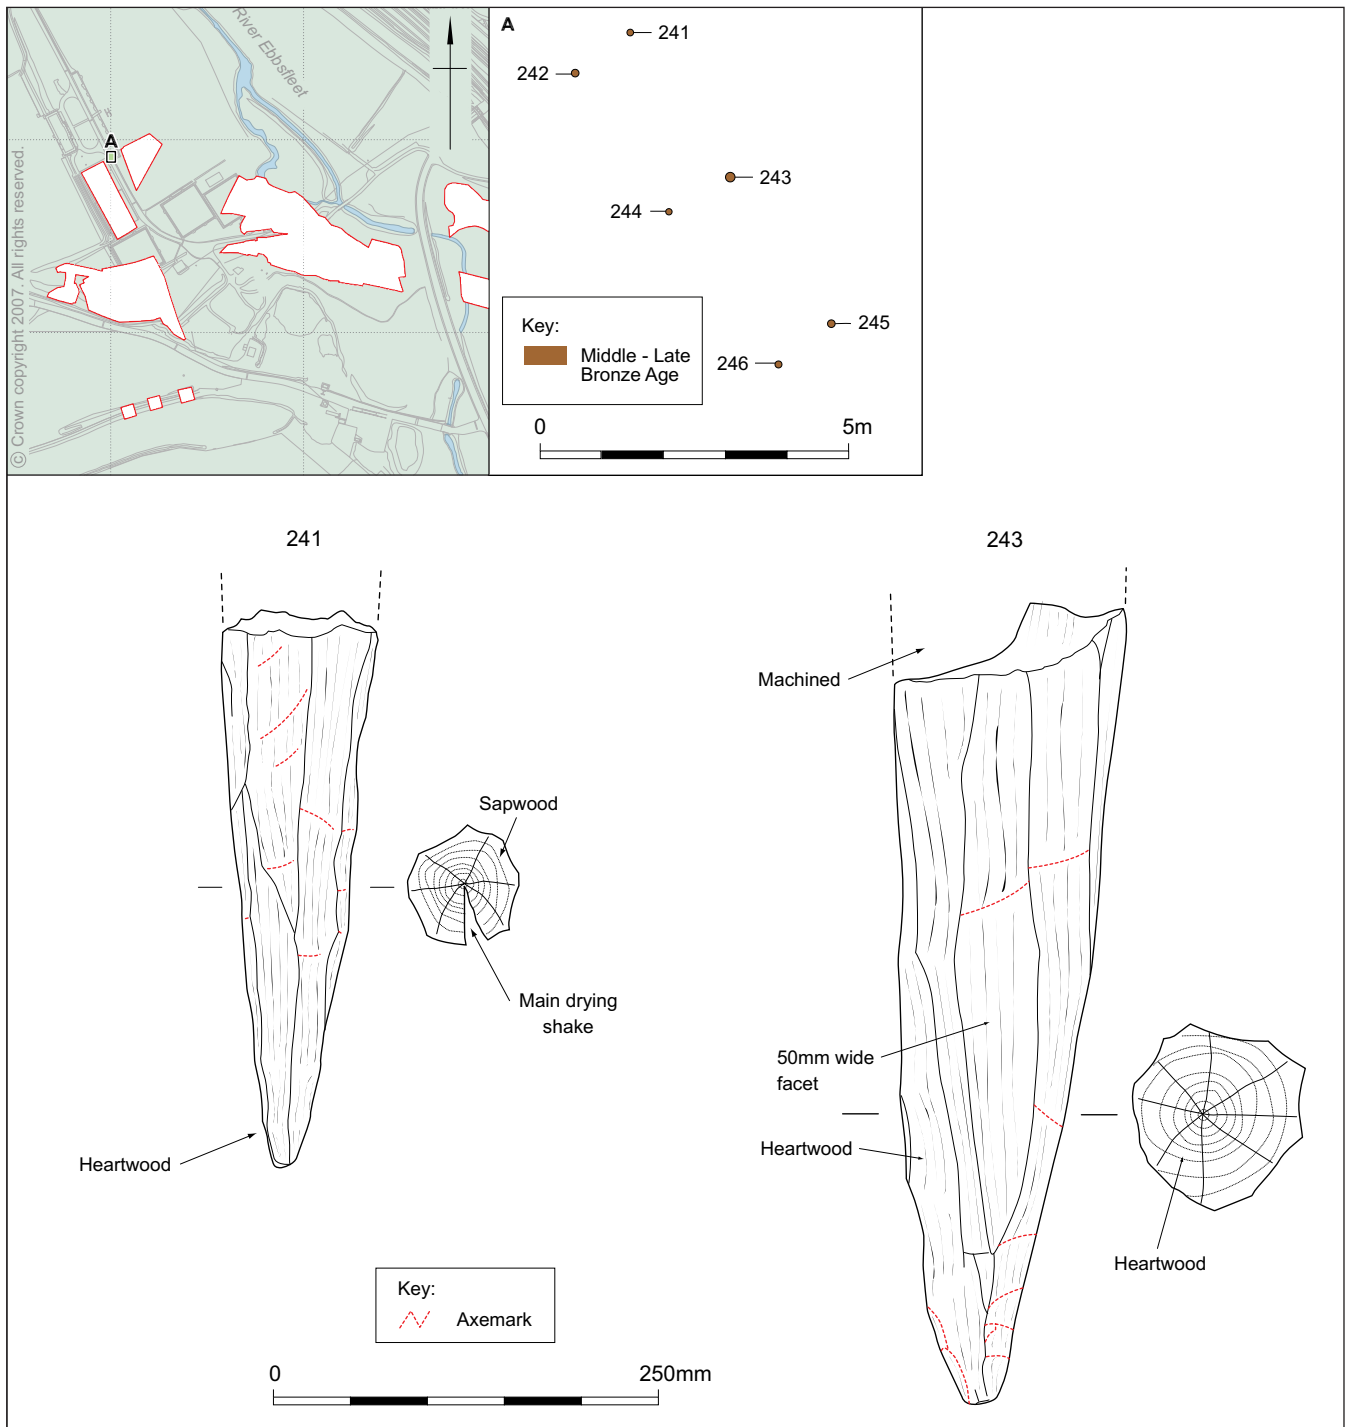 River Ebbsfleet
A
© Crown copyright 2007. All rights reserved.
A
241
242
243
244
245
246
Key:
Middle - Late
Bronze Age
0 5m
241
243
Machined
Sapwood
Main drying
shake
50mm wide
facet
Heartwood
Heartwood
Heartwood
Key:
Axemark
0 250mm